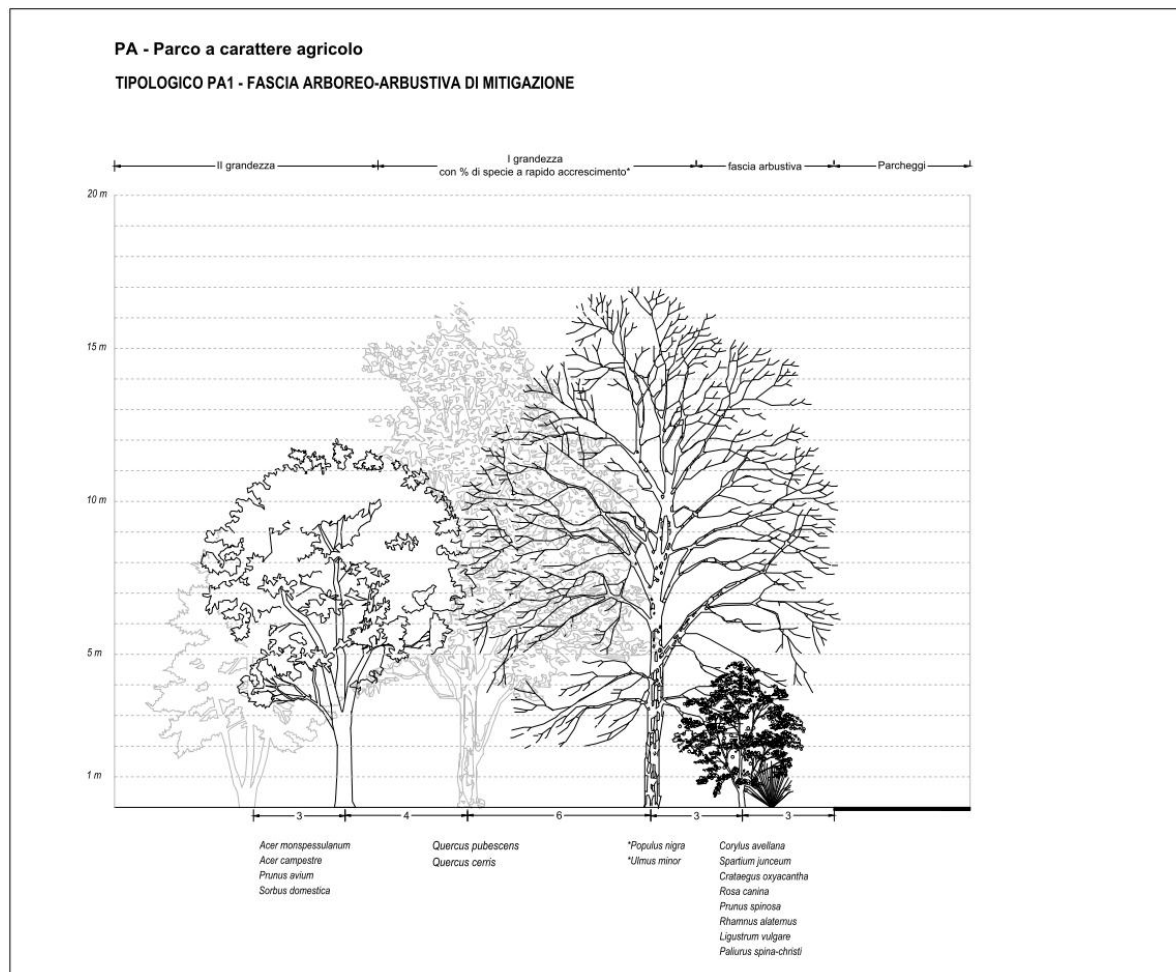 PA - Parco a carattere agricolo
TIPOLOGICO PA1 - FASCIA ARBOREO-ARBUSTIVA DI MITIGAZIONE
II grandezza
I grandezza
con % di specie a rapido accrescimento*
fascia arbustiva
Parcheggi
20 m
15 m
10 m
5 m
1 m
3
4
6
3
3
Acer monspessulanum
Acer campestre
Prunus avium
Sorbus domestica
Quercus pubescens
Quercus cerris
*Populus nigra
*Ulmus minor
Corylus avellana
Spartium junceum
Crataegus oxyacantha
Rosa canina
Prunus spinosa
Rhamnus alaternus
Ligustrum vulgare
Paliurus spina-christi